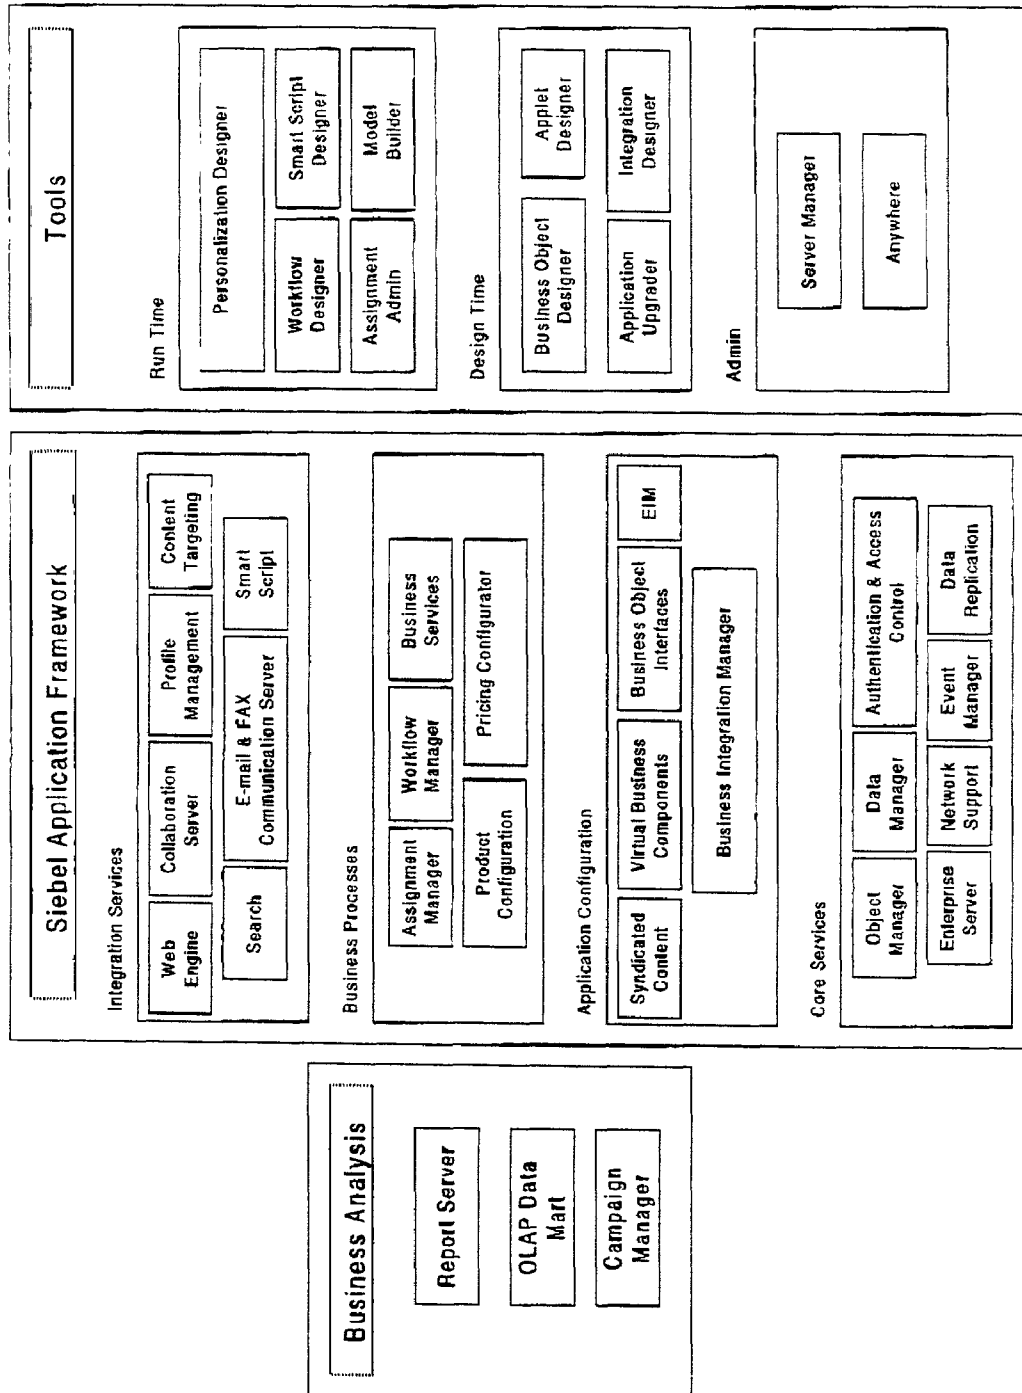 Business Analysis
Report Server
OLAP Data
Mart
Campaign
Manager
Siebel Application Framework
Integration Services
Web
Engine
Collaboration
Server
Profile
Management
Content
Targeting
Search
E-mail & FAX
Communication Server
Smart
Script
Business Processes
Assignment
Manager
Workflow
Manager
Business
Services
Product
Configuration
Pricing Configurator
Application Configuration
Syndicated
Content
Virtual Business
Components
Business Object
Interfaces
EIM
Business Integration Manager
Core Services
Object
Manager
Data
Manager
Authentication & Access
Control
Enterprise
Server
Network
Support
Event
Manager
Data
Replication
Tools
Run Time
Personalization Designer
Workflow
Designer
Smart Script
Designer
Assignment
Admin
Model
Builder
Design Time
Business Object
Designer
Applet
Designer
Application
Upgrader
Integration
Designer
Admin
Server Manager
Anywhere